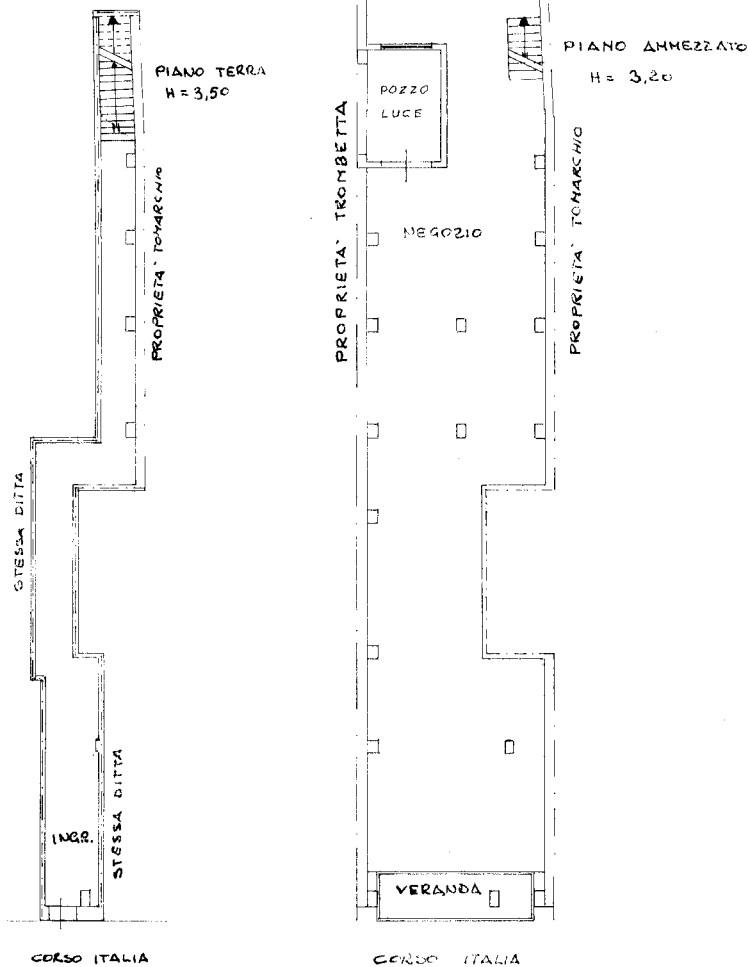 PIANO TERRA
H = 3,50
PROPRIETA' TOMARCHIO
STESSA DITTA
STESSA DITTA
INGR.
CORSO ITALIA
PIANO AMMEZZATO
H = 3,20
POZZO
LUCE
PROPRIETA' TROMBETTA
NEGOZIO
PROPRIETA' TOMARCHIO
VERANDA
CORSO ITALIA